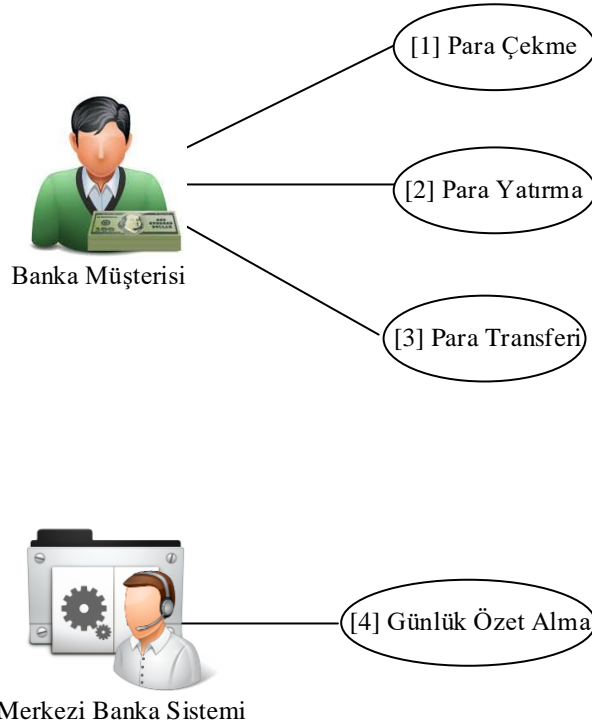 [1] Para Çekme
[2] Para Yatırma
Banka Müşterisi
[3] Para Transferi
[4] Günlük Özet Alma
Merkezi Banka Sistemi